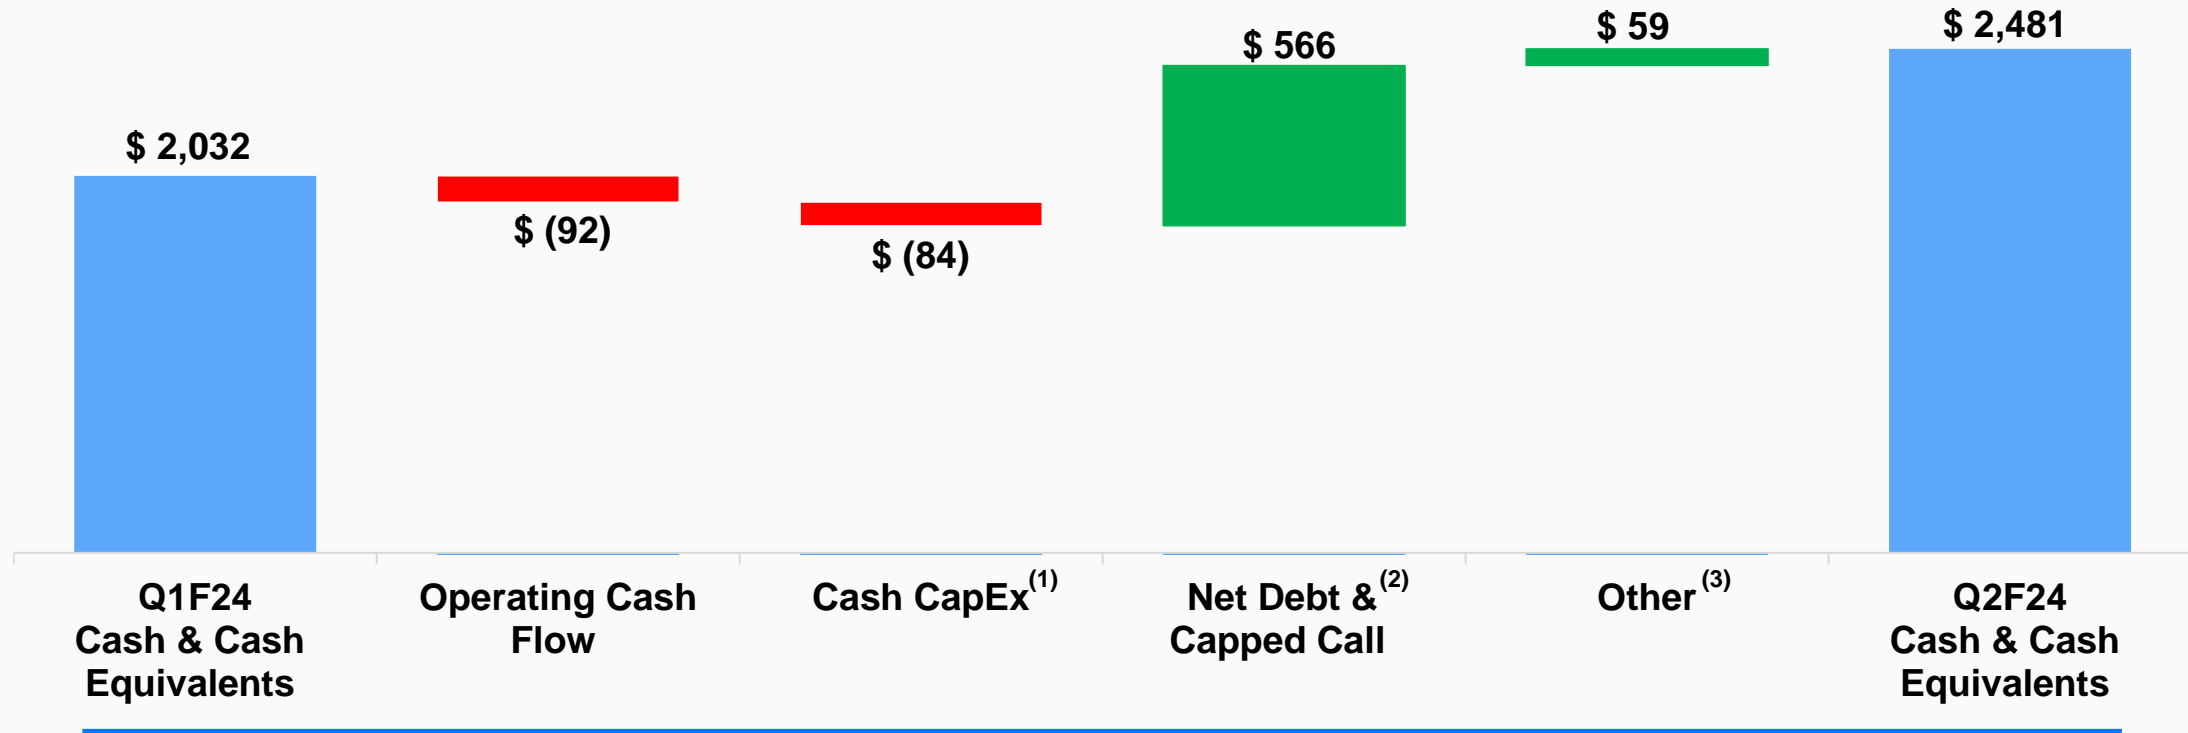 $ 2,032
$ (92)
$ (84)
$ 566
$ 59
$ 2,481
Q1F24
Cash & Cash
Equivalents
Operating Cash
Flow
Cash CapEx(1)
Net Debt &(2)
Capped Call
Other(3)
Q2F24
Cash & Cash
Equivalents